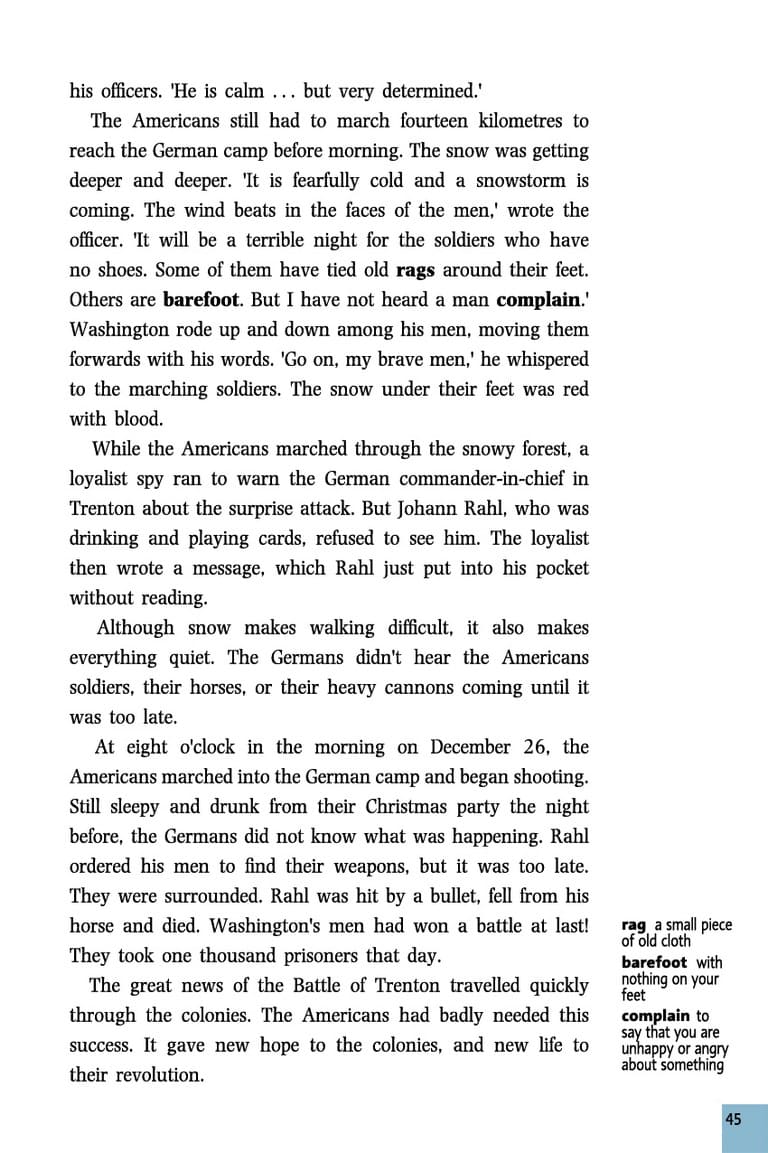 his officers. 'He is calm ... but very determined.'
The Americans still had to march fourteen kilometres to
reach the German camp before morning. The snow was getting
deeper and deeper. 'It is fearfully cold and a snowstorm is
coming. The wind beats in the faces of the men,' wrote the
officer. 'It will be a terrible night for the soldiers who have
no shoes. Some of them have tied old rags around their feet.
Others are barefoot. But I have not heard a man complain.'
Washington rode up and down among his men, moving them
forwards with his words. 'Go on, my brave men,' he whispered
to the marching soldiers. The snow under their feet was red
with blood.
While the Americans marched through the snowy forest, a
loyalist spy ran to warn the German commander-in-chief in
Trenton about the surprise attack. But Johann Rahl, who was
drinking and playing cards, refused to see him. The loyalist
then wrote a message, which Rahl just put into his pocket
without reading.
Although snow makes walking difficult, it also makes
everything quiet. The Germans didn't hear the Americans
soldiers, their horses, or their heavy cannons coming until it
was too late.
At eight o'clock in the morning on December 26, the
Americans marched into the German camp and began shooting.
Still sleepy and drunk from their Christmas party the night
before, the Germans did not know what was happening. Rahl
ordered his men to find their weapons, but it was too late.
They were surrounded. Rahl was hit by a bullet, fell from his
horse and died. Washington's men had won a battle at last!
They took one thousand prisoners that day.
The great news of the Battle of Trenton travelled quickly
through the colonies. The Americans had badly needed this
success. It gave new hope to the colonies, and new life to
their revolution.
rag a small piece
of old cloth
barefoot with
nothing on your
feet
complain to
say that you are
unhappy or angry
about something
45